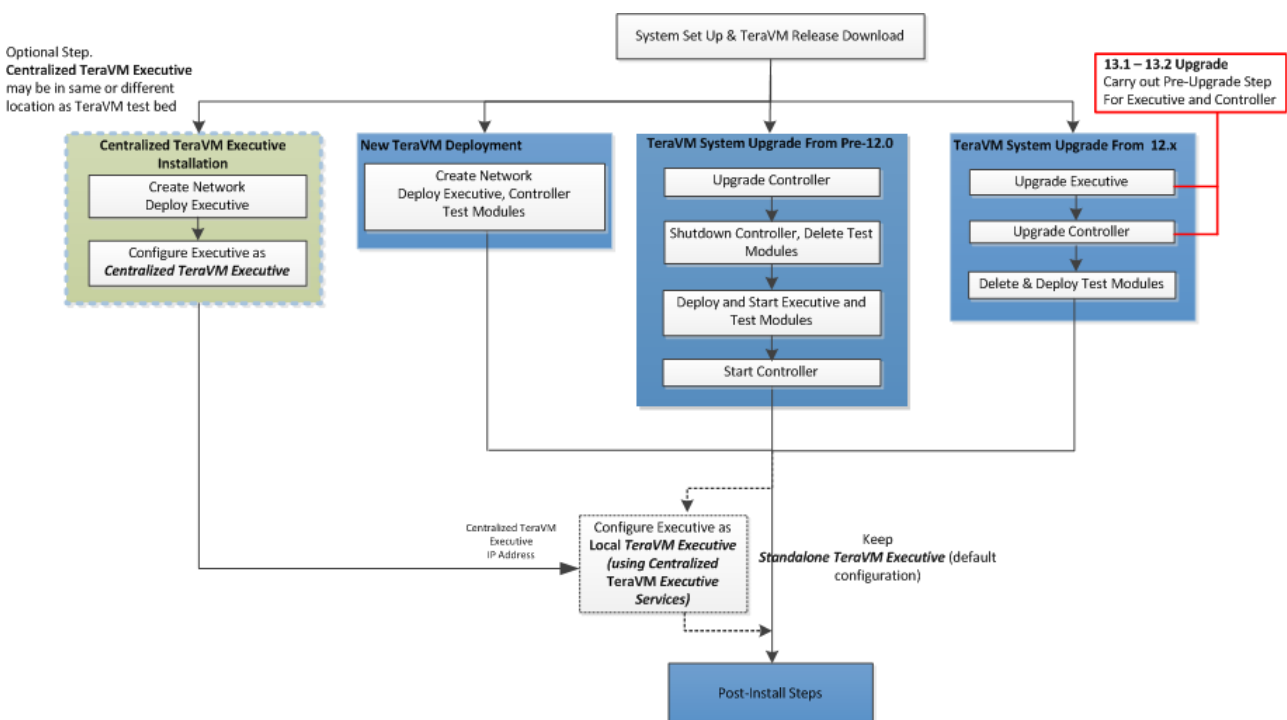 System Set Up & TeraVM Release Download
Optional Step.
Centralized TeraVM Executive
may be in same or different
location as TeraVM test bed
13.1 – 13.2 Upgrade
Carry out Pre-Upgrade Step
For Executive and Controller
Centralized TeraVM Executive
Installation
Create Network
Deploy Executive
Configure Executive as
Centralized TeraVM Executive
New TeraVM Deployment
Create Network
Deploy Executive, Controller
Test Modules
TeraVM System Upgrade From Pre-12.0
Upgrade Controller
Shutdown Controller, Delete Test
Modules
Deploy and Start Executive and
Test Modules
Start Controller
TeraVM System Upgrade From 12.x
Upgrade Executive
Upgrade Controller
Delete & Deploy Test Modules
Centralized TeraVM
Executive
IP Address
Configure Executive as
Local TeraVM Executive
(using Centralized
TeraVM Executive
Services)
Keep
Standalone TeraVM Executive (default
configuration)
Post-Install Steps